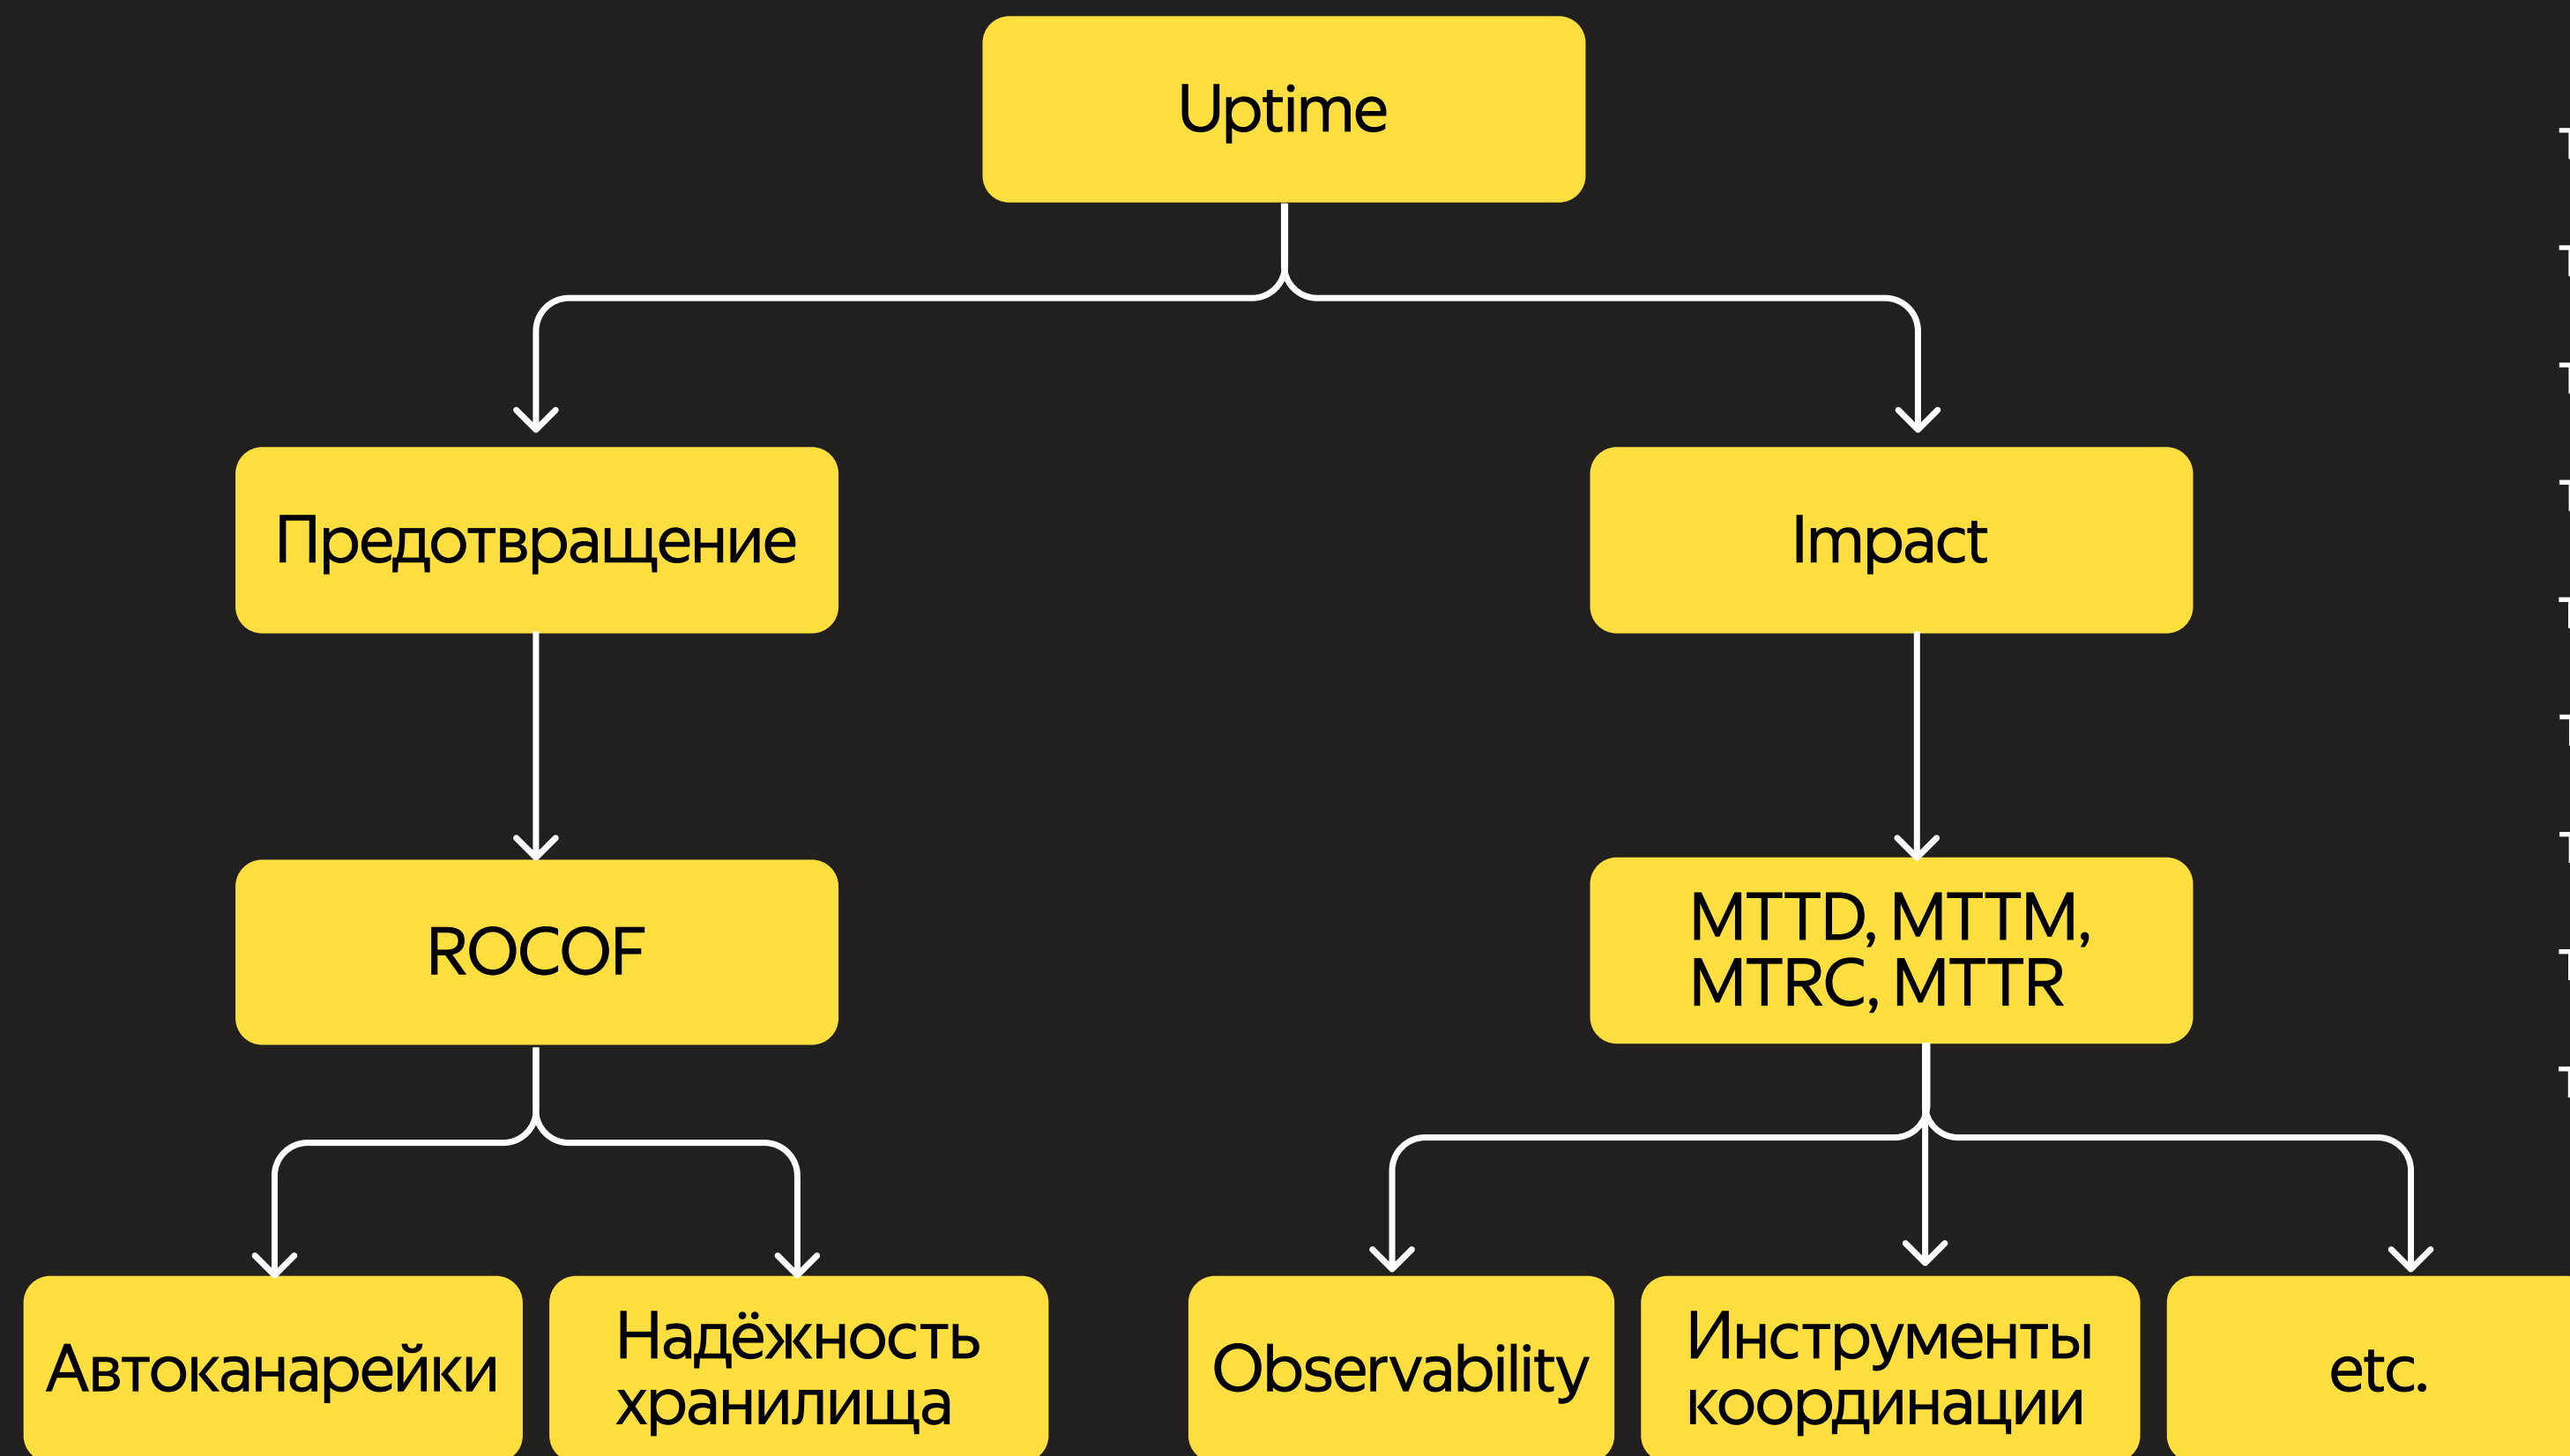 Uptime
Предотвращение
Impact
ROCOF
MTTD, MTTM,
MTRC, MTTR
Автоканарейки
Надёжность
хранилища
Observability
Инструменты
координации
etc.